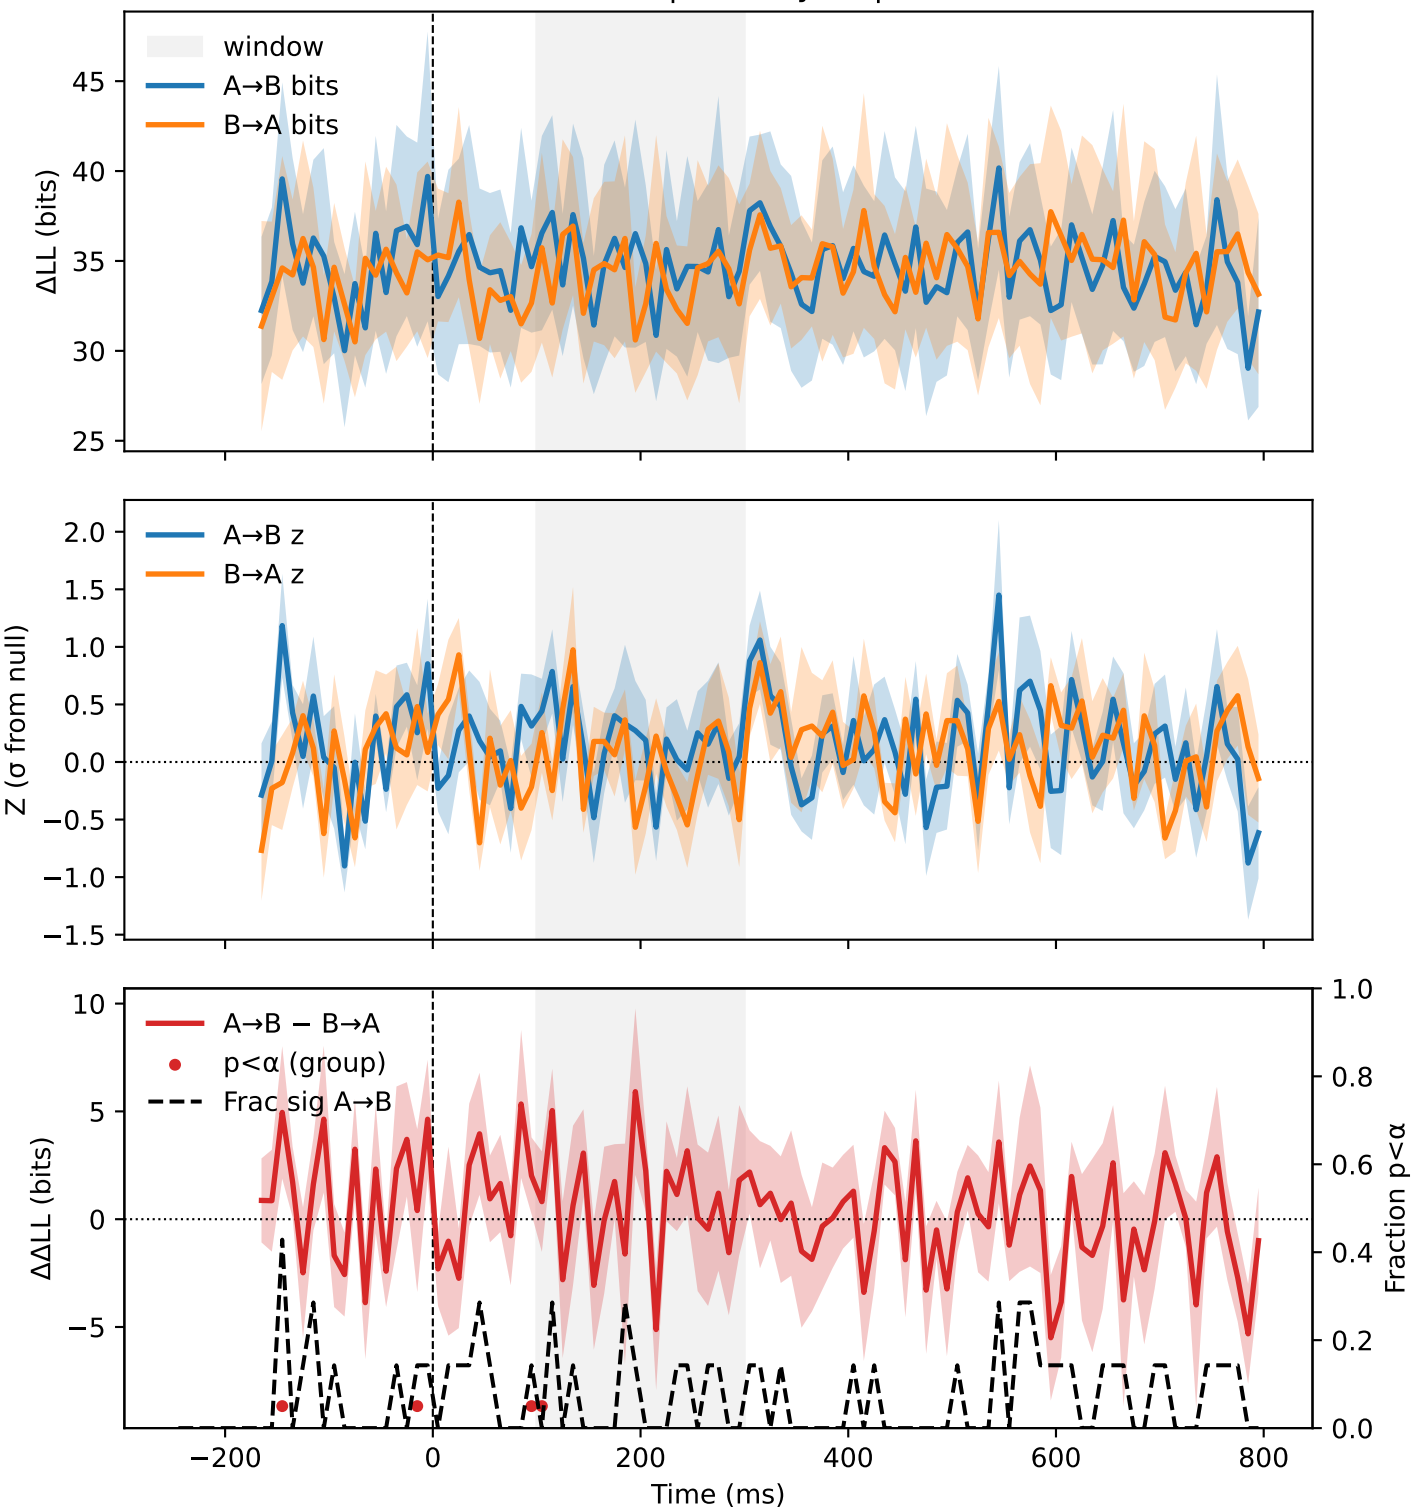 window
A→B bits
B→A bits
45
40
35
30
25
ΔLL (bits)
A→B z
B→A z
2.0
1.5
1.0
0.5
0.0
−0.5
−1.0
−1.5
Z (σ from null)
A→B − B→A
p<α (group)
Frac sig A→B
10
5
0
−5
ΔΔLL (bits)
1.0
0.8
0.6
0.4
0.2
0.0
Fraction p<α
−200 0 200 400 600 800
Time (ms)